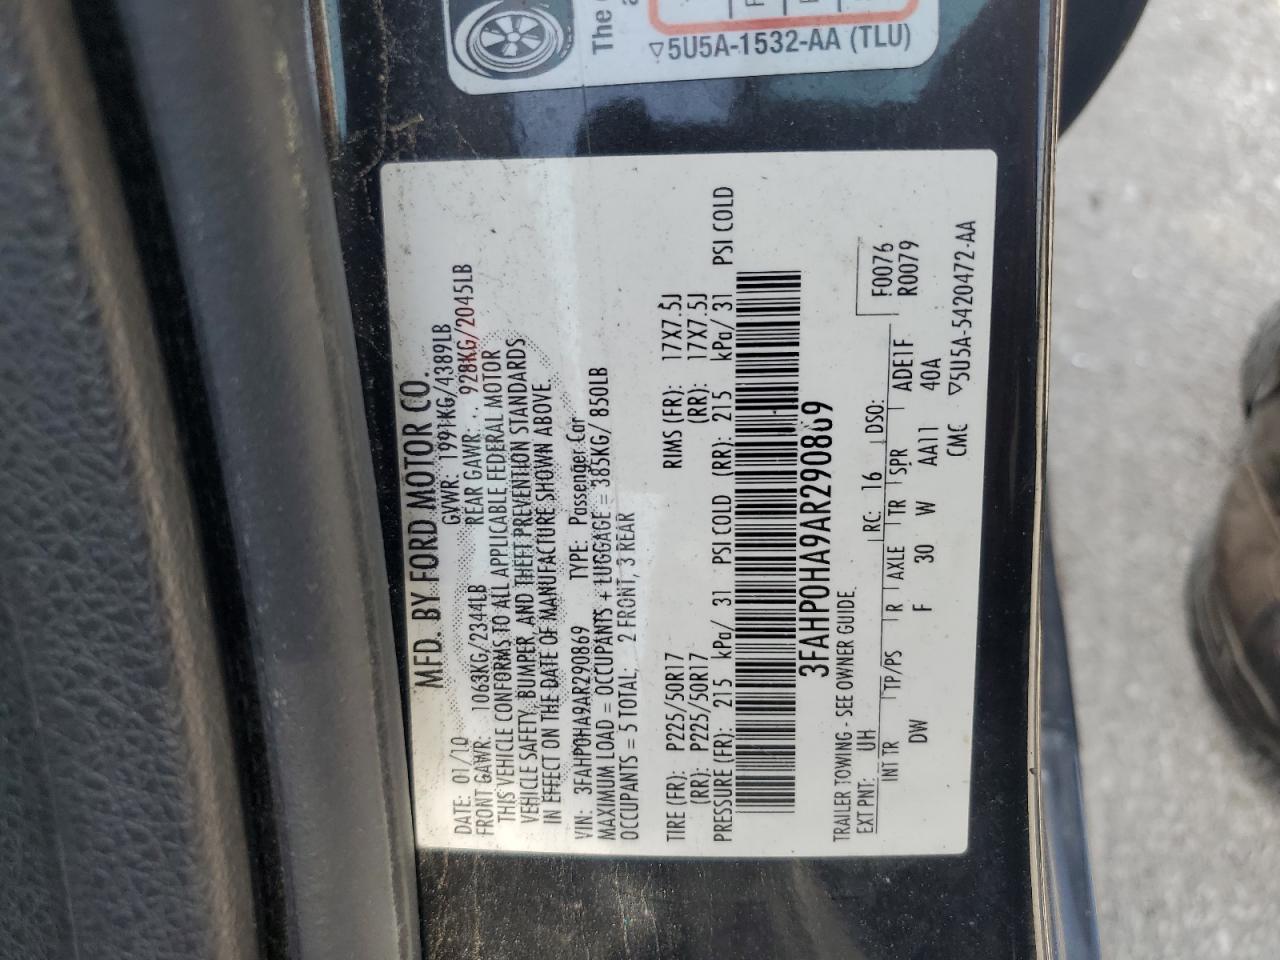 The
5U5A-1532-AA (TLU)
MFD. BY FORD MOTOR CO.
DATE: 01/10 GVWR: 1991KG/4389LB
FRONT GAWR: 1063KG/2344LB REAR GAWR: 928KG/2045LB
THIS VEHICLE CONFORMS TO ALL APPLICABLE FEDERAL MOTOR
VEHICLE SAFETY, BUMPER, AND THEFT PREVENTION STANDARDS
IN EFFECT ON THE DATE OF MANUFACTURE SHOWN ABOVE
VIN: 3FAHP0HA9AR290869 TYPE: Passenger Car
MAXIMUM LOAD = OCCUPANTS + LUGGAGE = 385KG/ 850LB
OCCUPANTS = 5 TOTAL: 2 FRONT, 3 REAR
TIRE (FR): P225/50R17 RIMS (FR): 17X7.5J
(RR): P225/50R17 (RR): 17X7.5J
PRESSURE (FR): 215 kPa/ 31 PSI COLD (RR): 215 kPa/ 31 PSI COLD
3FAHP0HA9AR290869
TRAILER TOWING - SEE OWNER GUIDE
EXT PNT: UH RC: 16 DSO: F0076
INT TR TP/PS R AXLE TR SPR ADE1F R0079
DW F 30 W AA11 40A
CMC ▽5U5A-5420472-AA